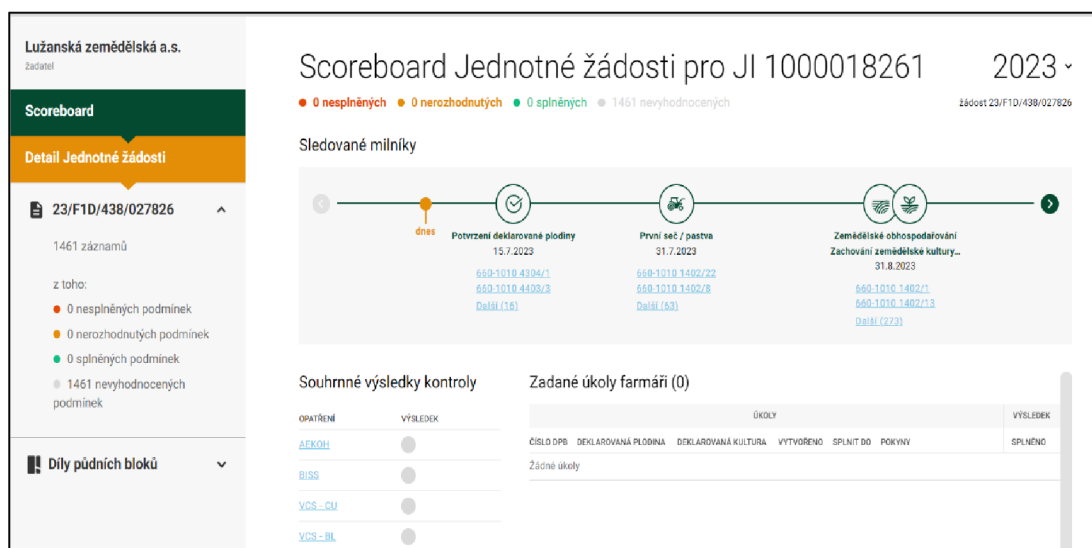 Lužanská zemědělská a.s.
žadatel
Scoreboard
Detail Jednotné žádosti
23/F1D/438/027826
1461 záznamů
z toho:
0 nesplněných podmínek
0 nerozhodnutých podmínek
0 splněných podmínek
1461 nevyhodnocených
podmínek
Díly půdních bloků
Scoreboard Jednotné žádosti pro JI 1000018261
2023
0 nesplněných 0 nerozhodnutých 0 splněných 1461 nevyhodnocených
žádost 23/F1D/438/027826
Sledované milníky
dnes
Potvrzení deklarované plodiny
15.7.2023
660-1010 4304/1
660-1010 4403/3
Další (16)
První seč / pastva
31.7.2023
660-1010 1402/22
660-1010 1402/8
Další (53)
Zemědělské obhospodařování
Zachování zemědělské kultury...
31.8.2023
660-1010 1402/1
660-1010 1402/13
Další (273)
Souhrnné výsledky kontroly
OPATŘENÍ VÝSLEDEK
AEKOH
BISS
VCS - CU
VCS - BL
Zadané úkoly farmáři (0)
ÚKOLY VÝSLEDEK
ČÍSLO DPB DEKLAROVANÁ PLODINA DEKLAROVANÁ KULTURA VYTVOŘENO SPLNIT DO POKYNY SPLNĚNO
Žádné úkoly